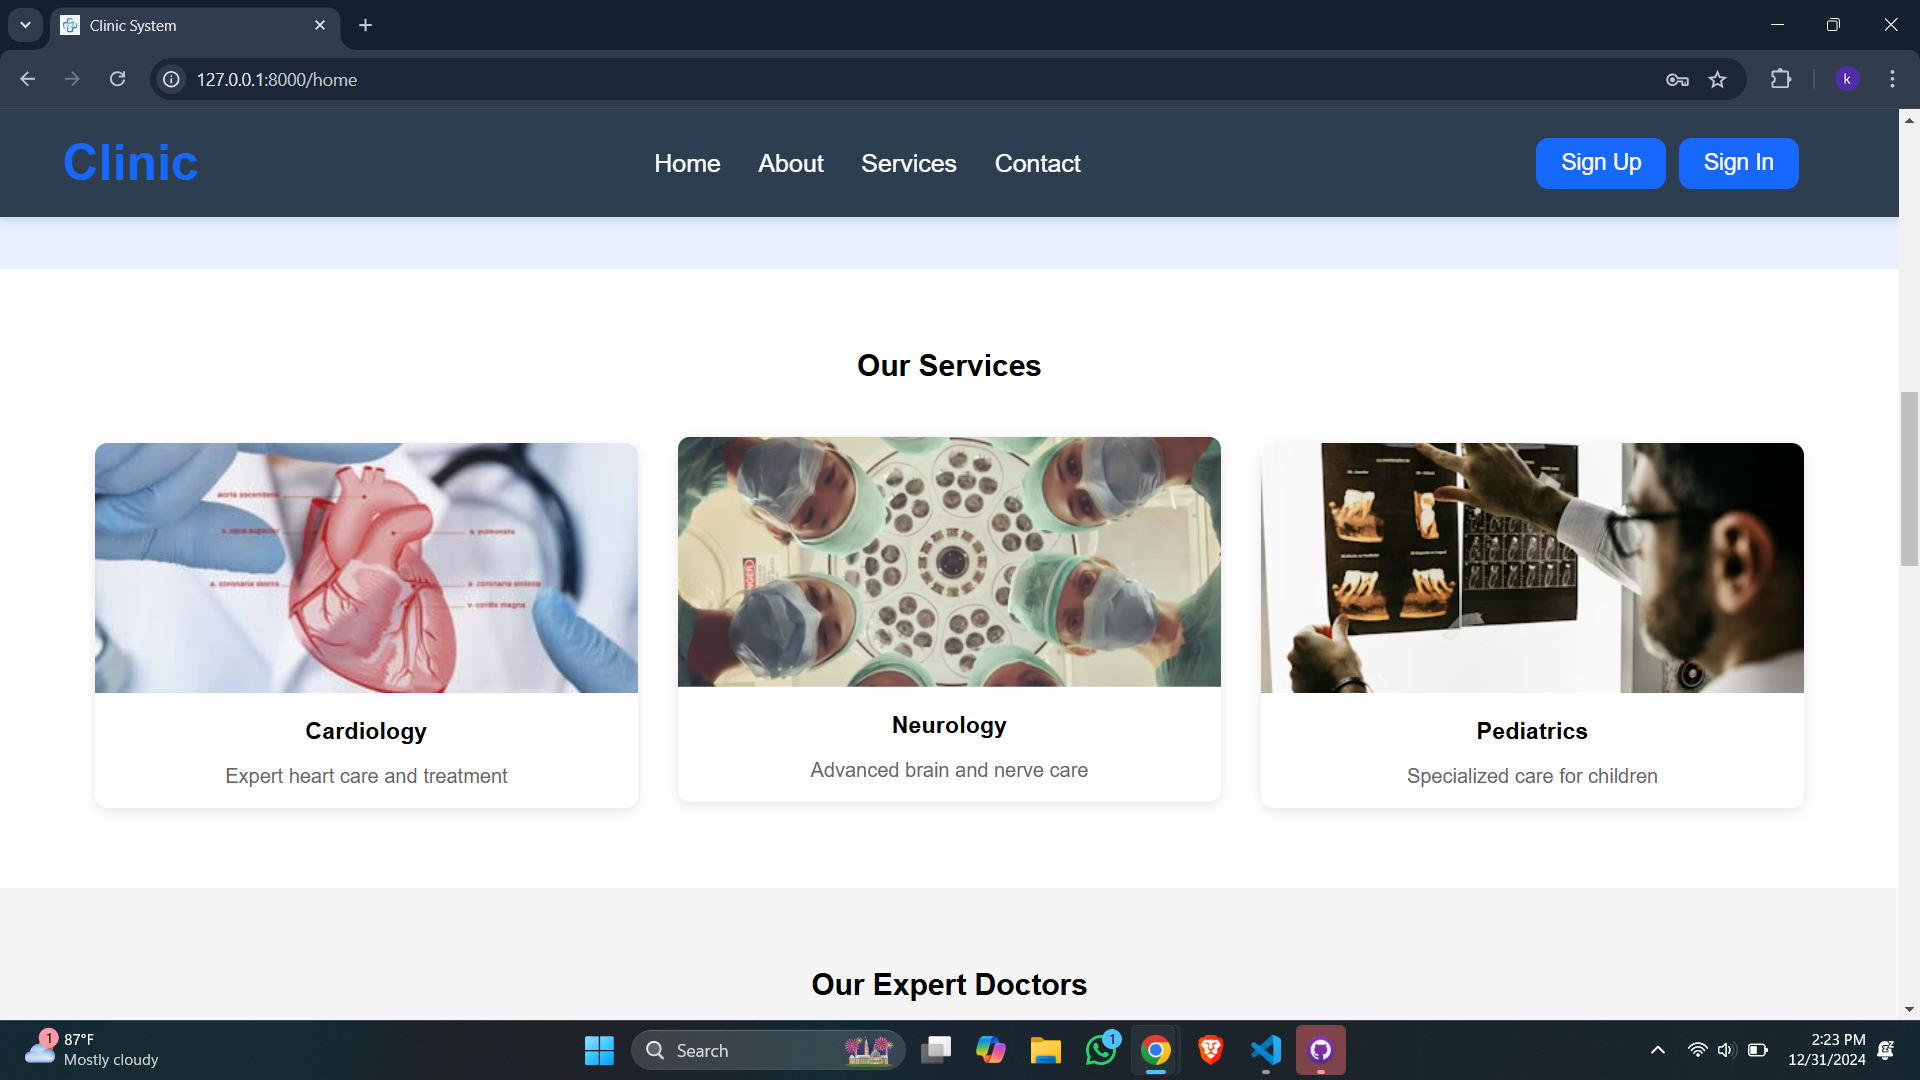 Clinic System
127.0.0.1:8000/home
k
Clinic
Home About Services Contact
Sign Up Sign In
Our Services
aorta ascendens
a. pulmonalis
a. coronaria dextra
a. coronaria sinistra
v. cordis magna
DANGER
Cardiology
Expert heart care and treatment
Neurology
Advanced brain and nerve care
Pediatrics
Specialized care for children
Our Expert Doctors
1
87°F
Mostly cloudy
Search
1
2:23 PM
12/31/2024